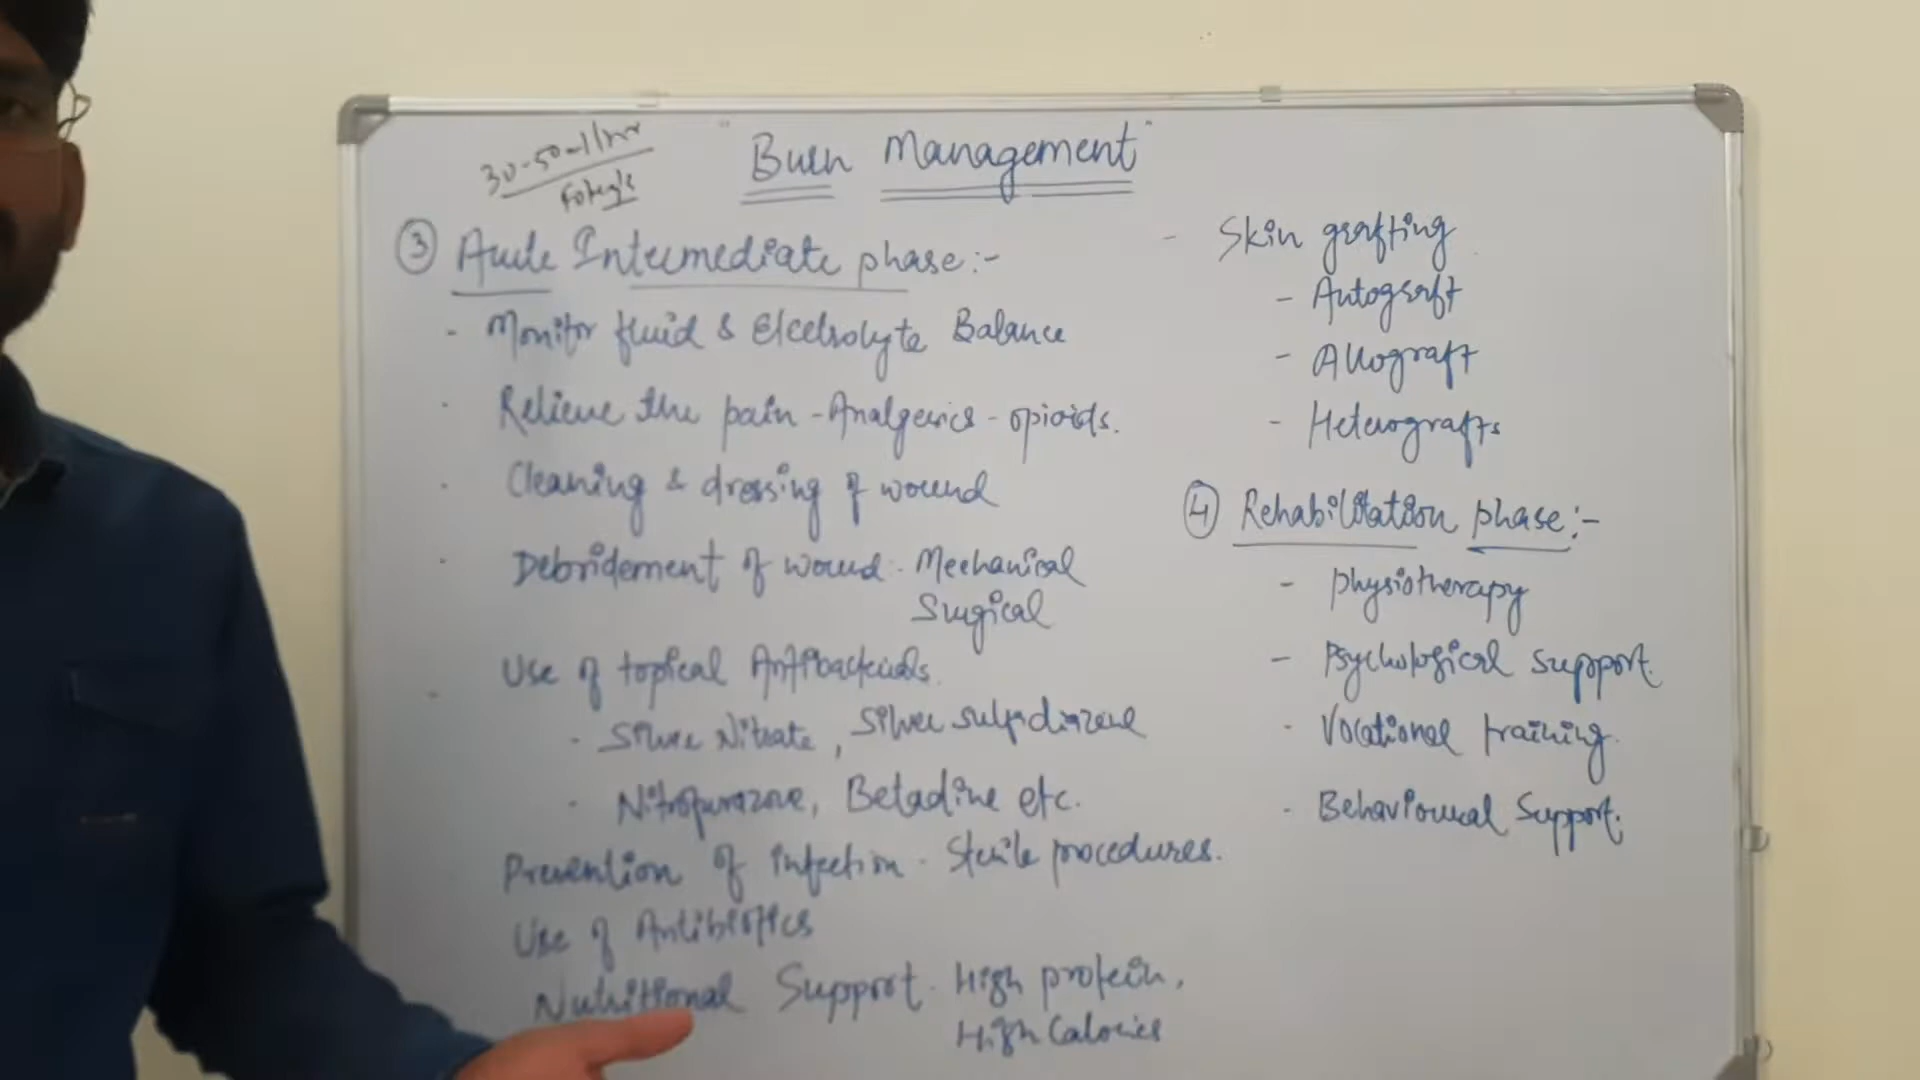 30-50ml/hr
"Burn Management"
③ Acute Intermediate phase:-
- Monitor fluid & Electrolyte Balance
- Relieve the pain - Analgesics - opioids.
- Cleaning & dressing of wound
- Debridement of wound - Mechanical
Surgical
- Use of topical Antibacterials.
- Silver Nitrate, Silver sulfadiazene
- Nitrofurazone, Betadine etc.
Prevention of infection - Sterile procedures.
Use of Antibiotics
Nutritional Support - High protein,
High Calories
- Skin grafting
- Autograft
- Allograft
- Heterografts
④ Rehabilitation phase:-
- Physiotherapy
- Psychological support.
- Vocational training.
- Behavioural Support.